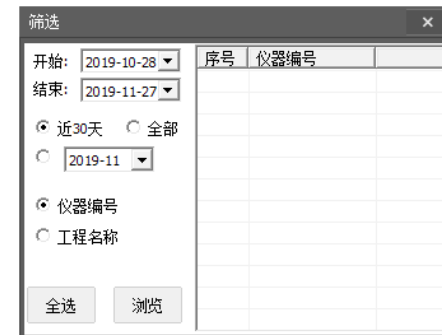 筛选
开始: 2019-10-28
结束: 2019-11-27
近30天 全部
2019-11
仪器编号
工程名称
全选 浏览
序号 仪器编号